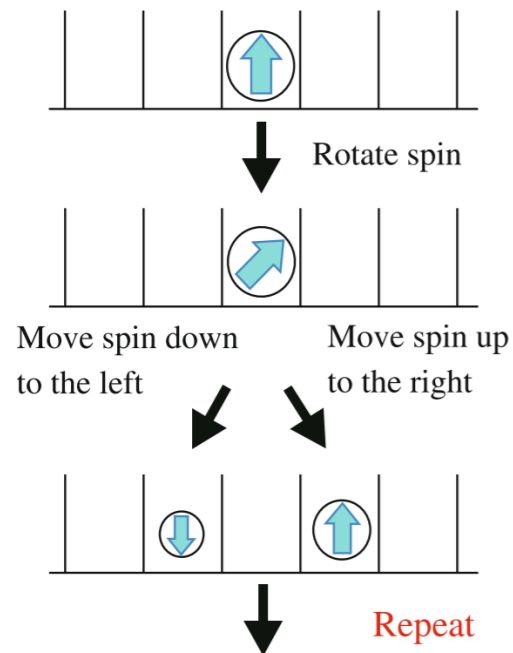 Rotate spin
Move spin down
to the left
Move spin up
to the right
Repeat